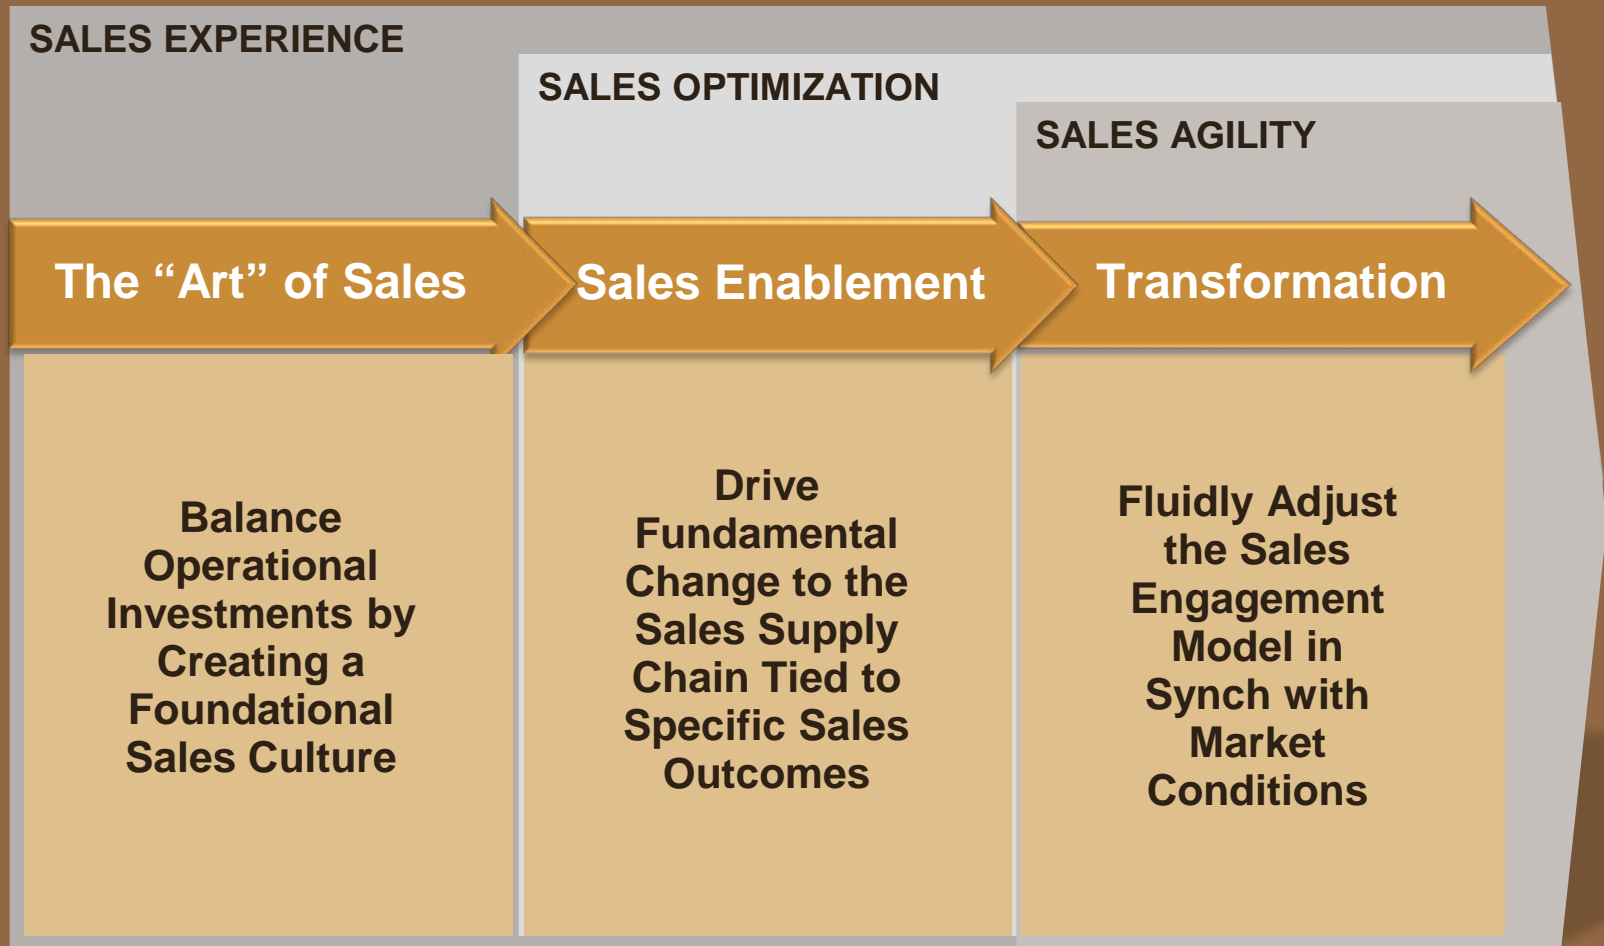 SALES EXPERIENCE
SALES OPTIMIZATION
SALES AGILITY
The “Art” of Sales
Sales Enablement
Transformation
Balance
Operational
Investments by
Creating a
Foundational
Sales Culture
Drive
Fundamental
Change to the
Sales Supply
Chain Tied to
Specific Sales
Outcomes
Fluidly Adjust
the Sales
Engagement
Model in
Synch with
Market
Conditions